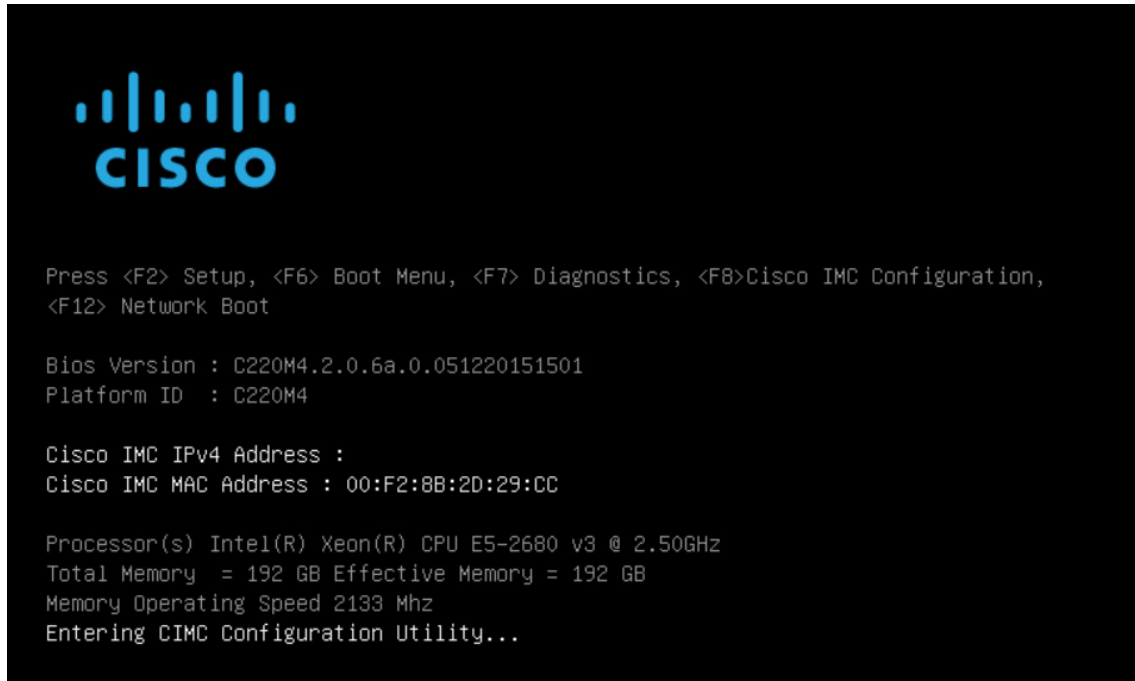 CISCO
Press <F2> Setup, <F6> Boot Menu, <F7> Diagnostics, <F8>Cisco IMC Configuration,
<F12> Network Boot
Bios Version : C220M4.2.0.6a.0.051220151501
Platform ID  : C220M4
Cisco IMC IPv4 Address :
Cisco IMC MAC Address : 00:F2:8B:2D:29:CC
Processor(s) Intel(R) Xeon(R) CPU E5-2680 v3 @ 2.50GHz
Total Memory  = 192 GB Effective Memory = 192 GB
Memory Operating Speed 2133 Mhz
Entering CIMC Configuration Utility...